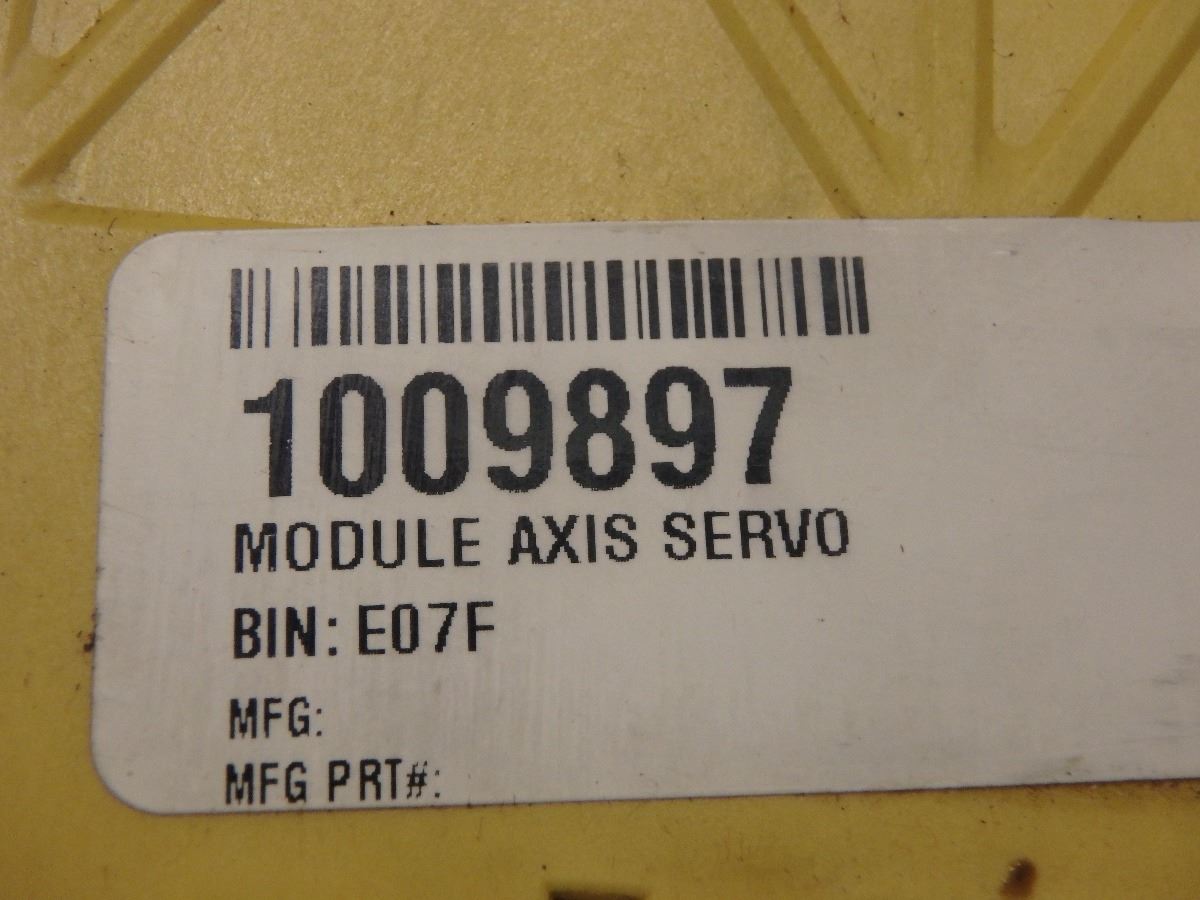 1009897
MODULE AXIS SERVO
BIN: E07F
MFG:
MFG PRT#: